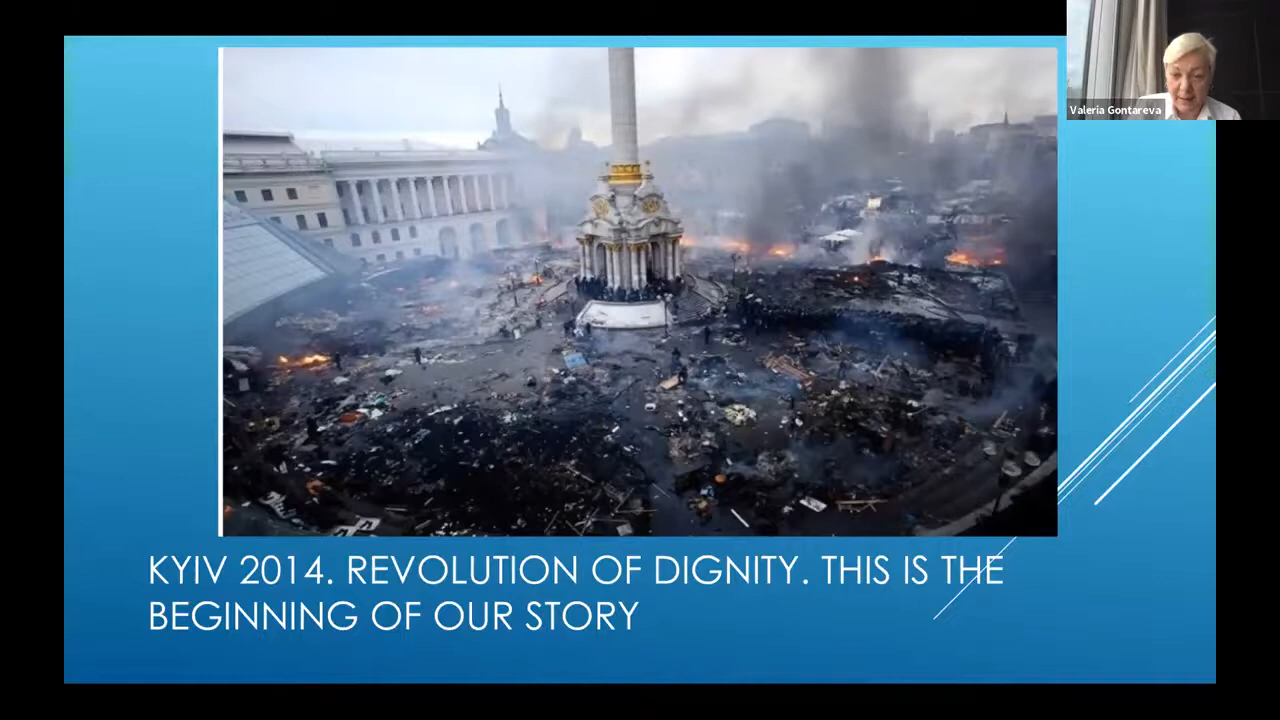 Valeria Gontareva
KYIV 2014. REVOLUTION OF DIGNITY. THIS IS THE
BEGINNING OF OUR STORY